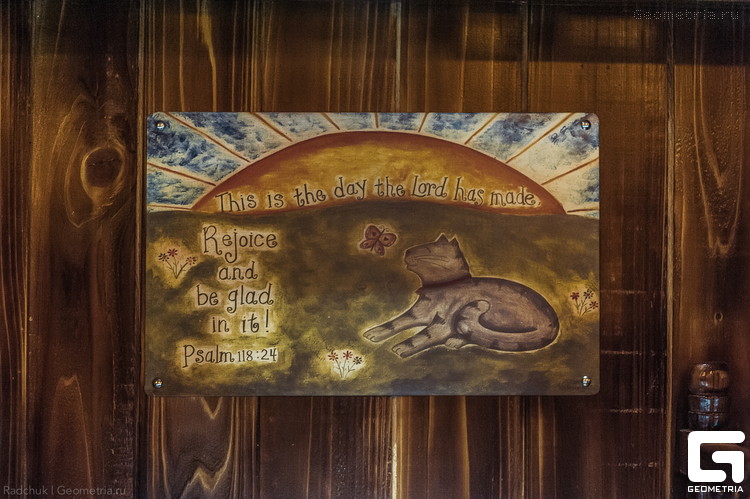 Geometria.ru
This is the day the Lord has made.
Rejoice
and
be glad
in it!
Psalm 118:24
Radchuk | Geometria.ru
GEOMETRIA